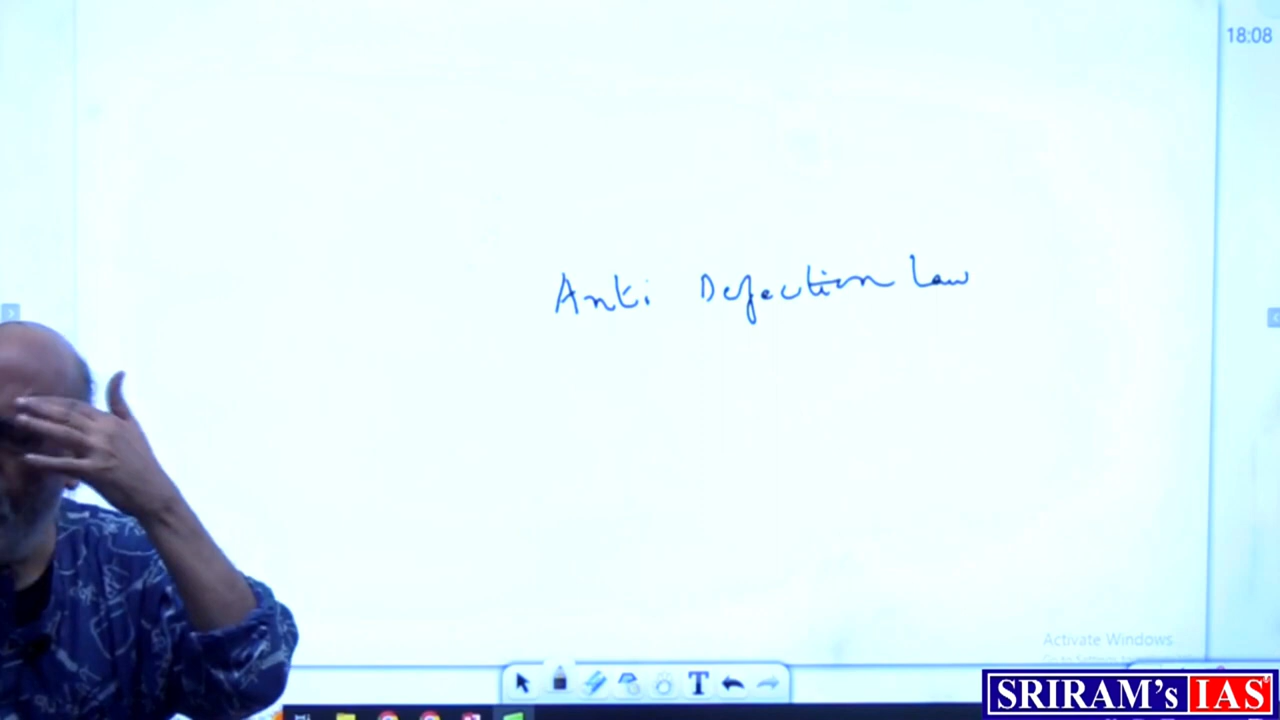 18:08
Anti Defection Law
Activate Windows
T
SRIRAM's IAS